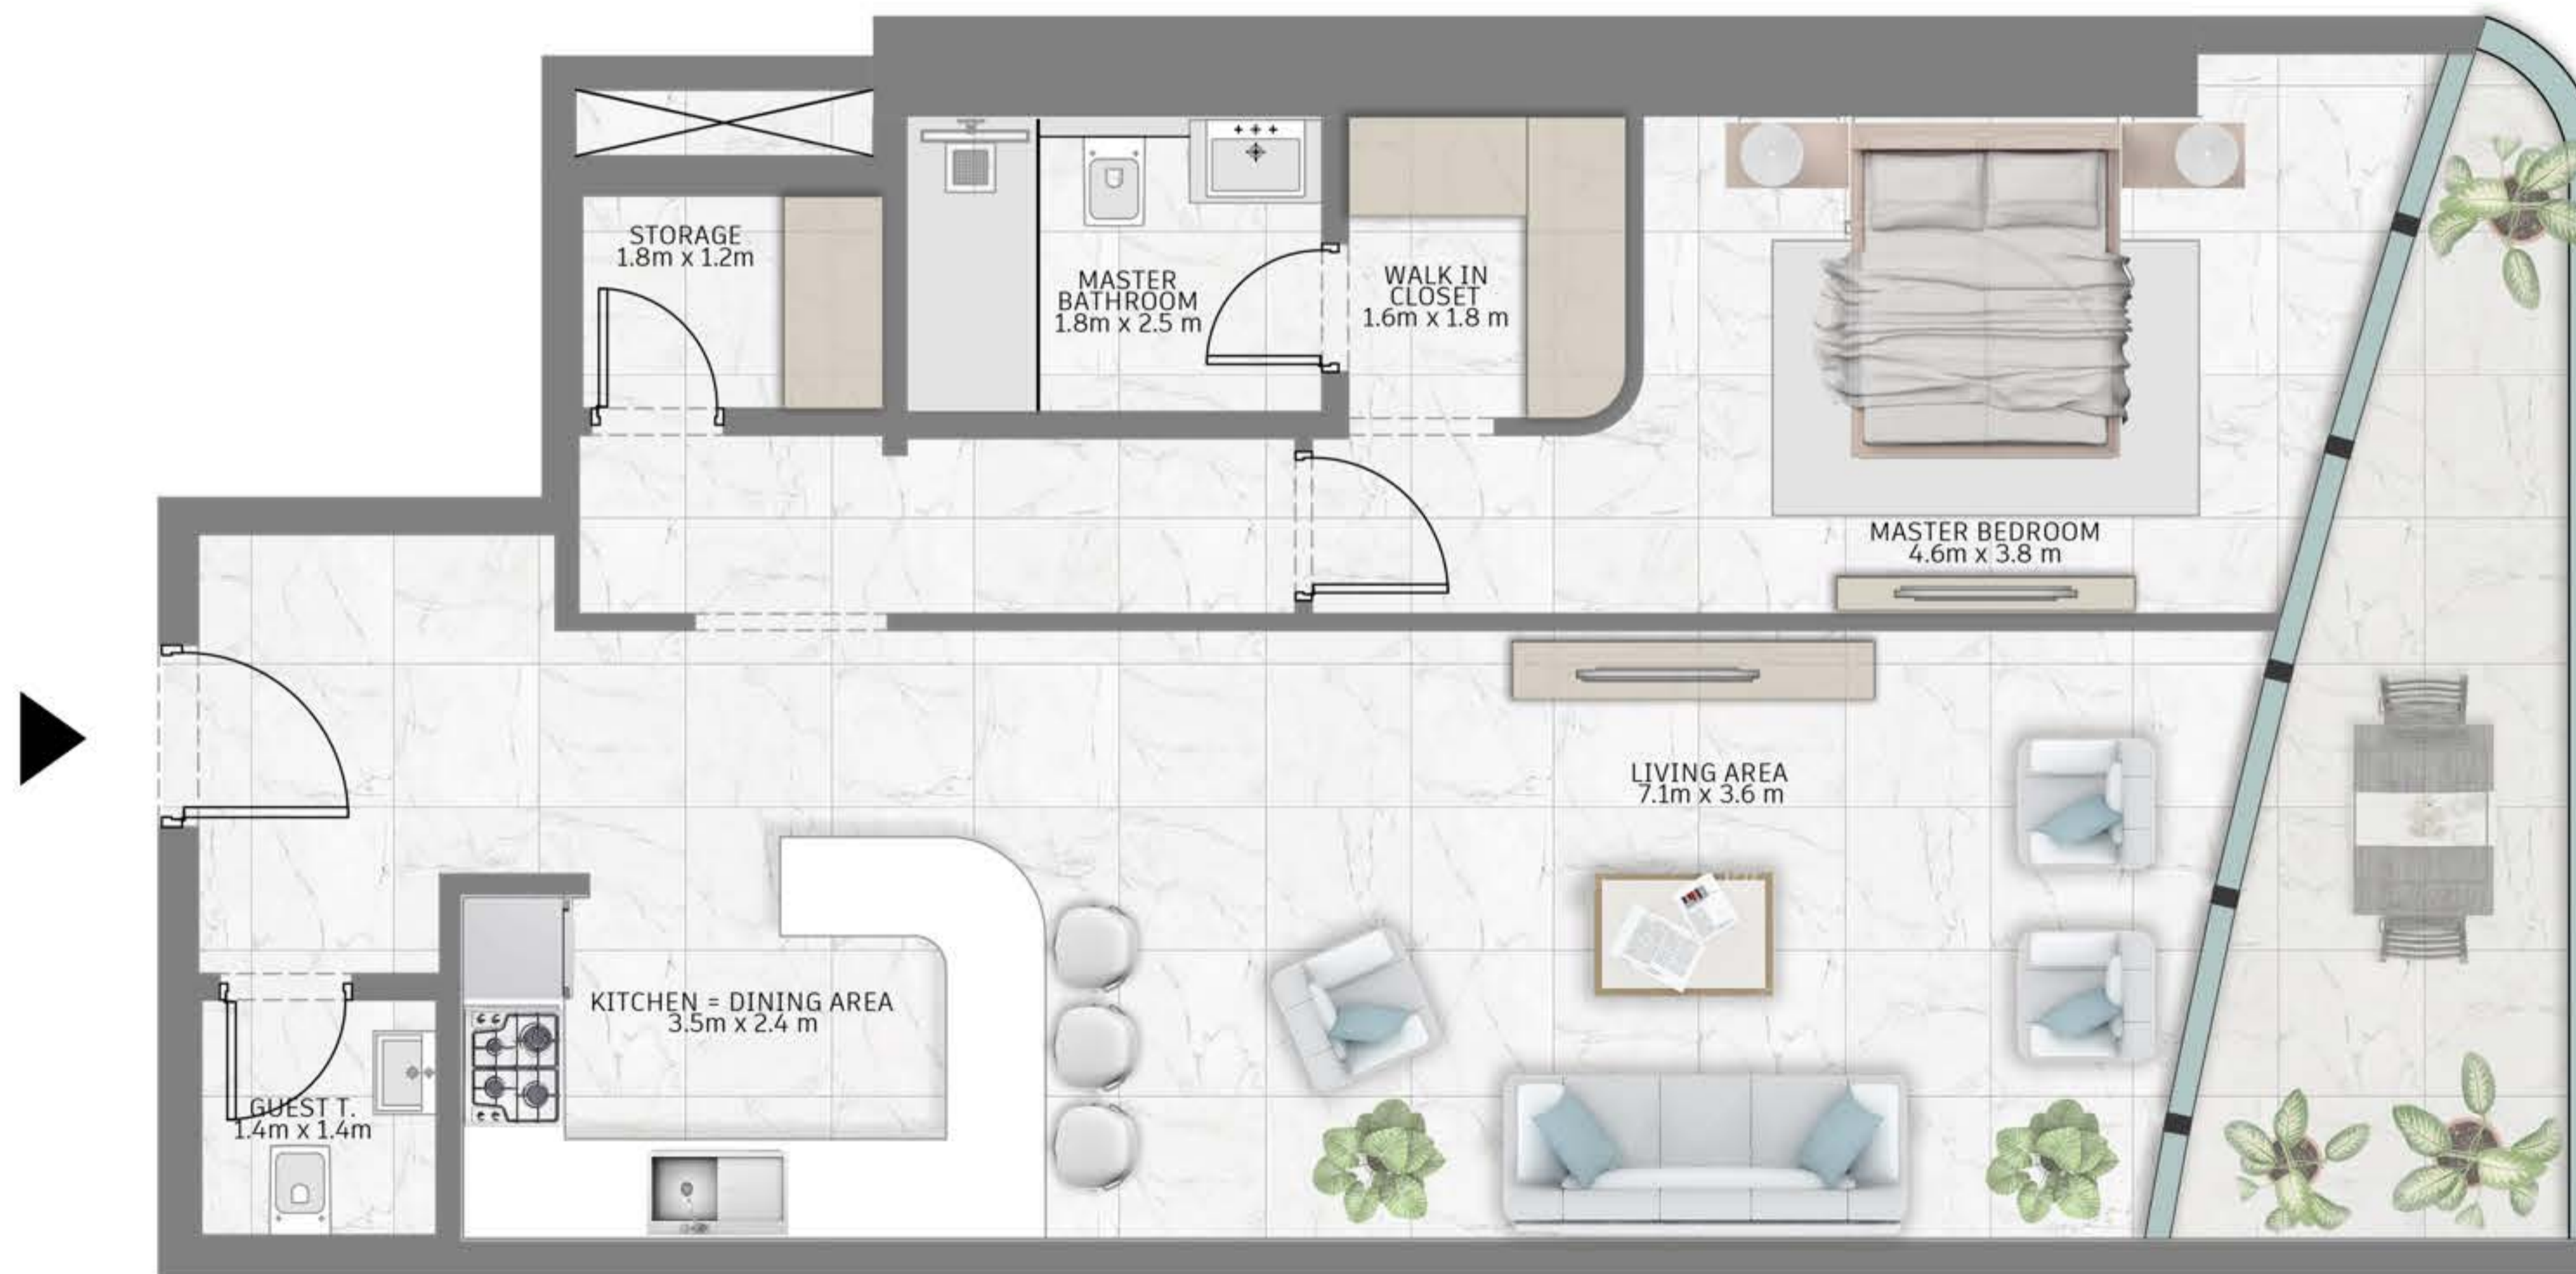 STORAGE
1.8m x 1.2m
MASTER
BATHROOM
1.8m x 2.5 m
WALK IN
CLOSET
1.6m x 1.8 m
MASTER BEDROOM
4.6m x 3.8 m
LIVING AREA
7.1m x 3.6 m
KITCHEN = DINING AREA
3.5m x 2.4 m
GUEST T.
1.4m x 1.4m